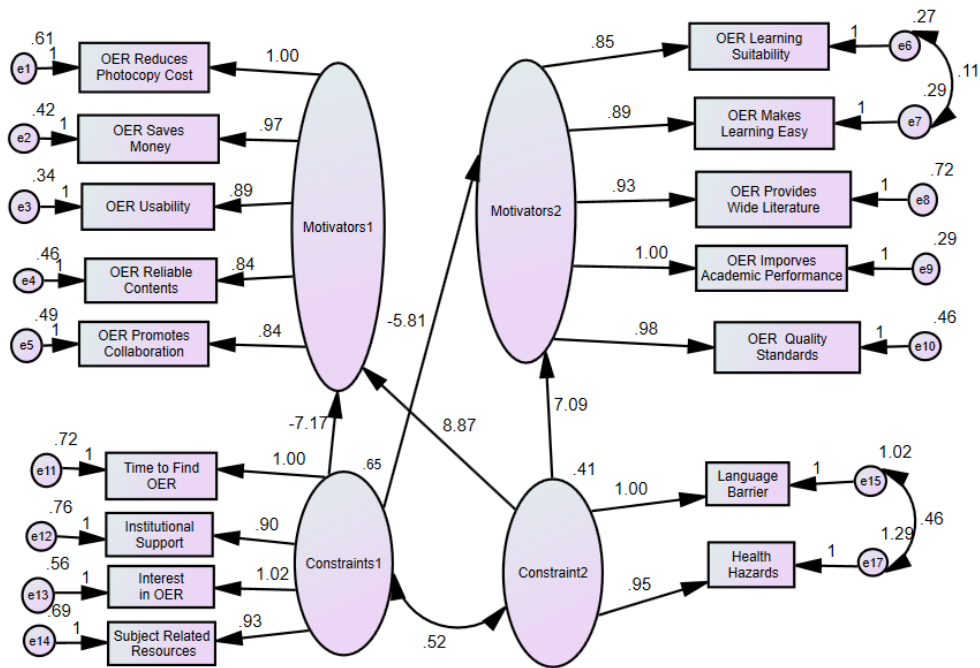 .61
1
e1
OER Reduces
Photocopy Cost
1.00
.42
1
e2
OER Saves
Money
.97
.34
1
e3
OER Usability
.89
.46
1
e4
OER Reliable
Contents
.84
.49
1
e5
OER Promotes
Collaboration
.84
Motivators1
.85
OER Learning
Suitability
1
.27
e6
.11
.89
OER Makes
Learning Easy
1
.29
e7
.93
OER Provides
Wide Literature
1
.72
e8
1.00
OER Imporves
Academic Performance
1
.29
e9
.98
OER Quality
Standards
1
.46
e10
Motivators2
-5.81
-7.17
8.87
7.09
.72
1
e11
Time to Find
OER
1.00
.76
1
e12
Institutional
Support
.90
.56
1
e13
Interest
in OER
1.02
.69
1
e14
Subject Related
Resources
.93
.65
Constraints1
.52
.41
Constraint2
1.00
Language
Barrier
1
1.02
e15
.46
.95
Health
Hazards
1
1.29
e17